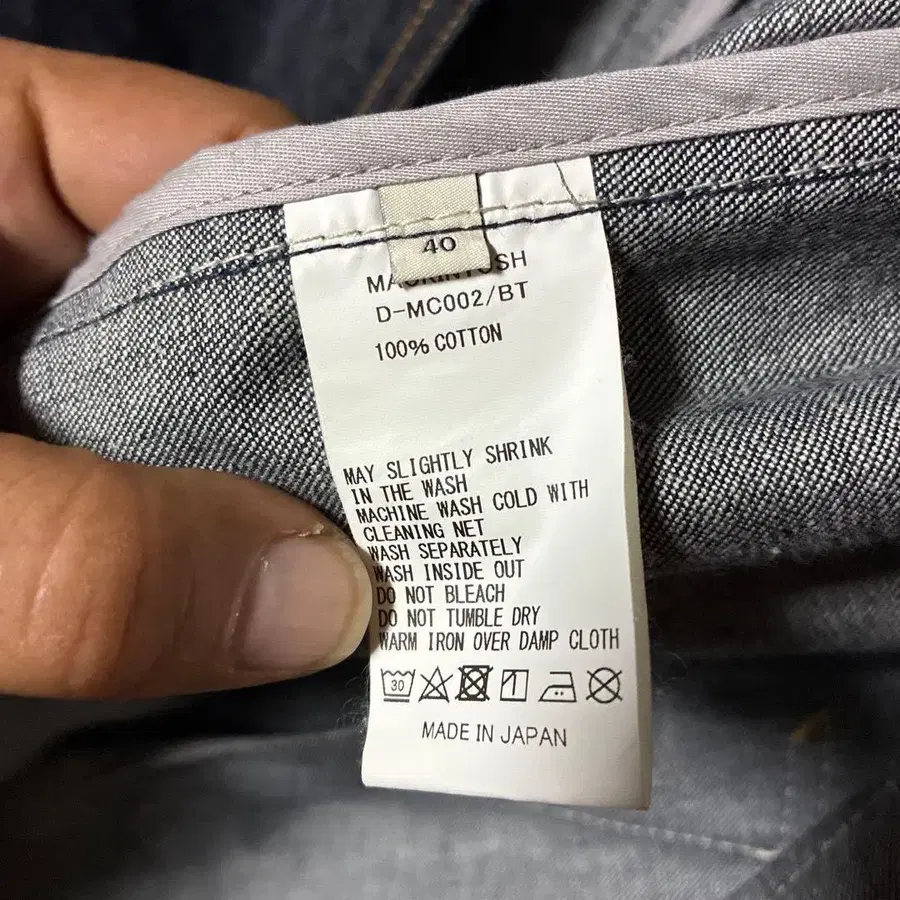 40
MACKINTOSH
D-MC002/BT
100% COTTON
MAY SLIGHTLY SHRINK
IN THE WASH
MACHINE WASH COLD WITH
CLEANING NET
WASH SEPARATELY
WASH INSIDE OUT
DO NOT BLEACH
DO NOT TUMBLE DRY
WARM IRON OVER DAMP CLOTH
30
MADE IN JAPAN